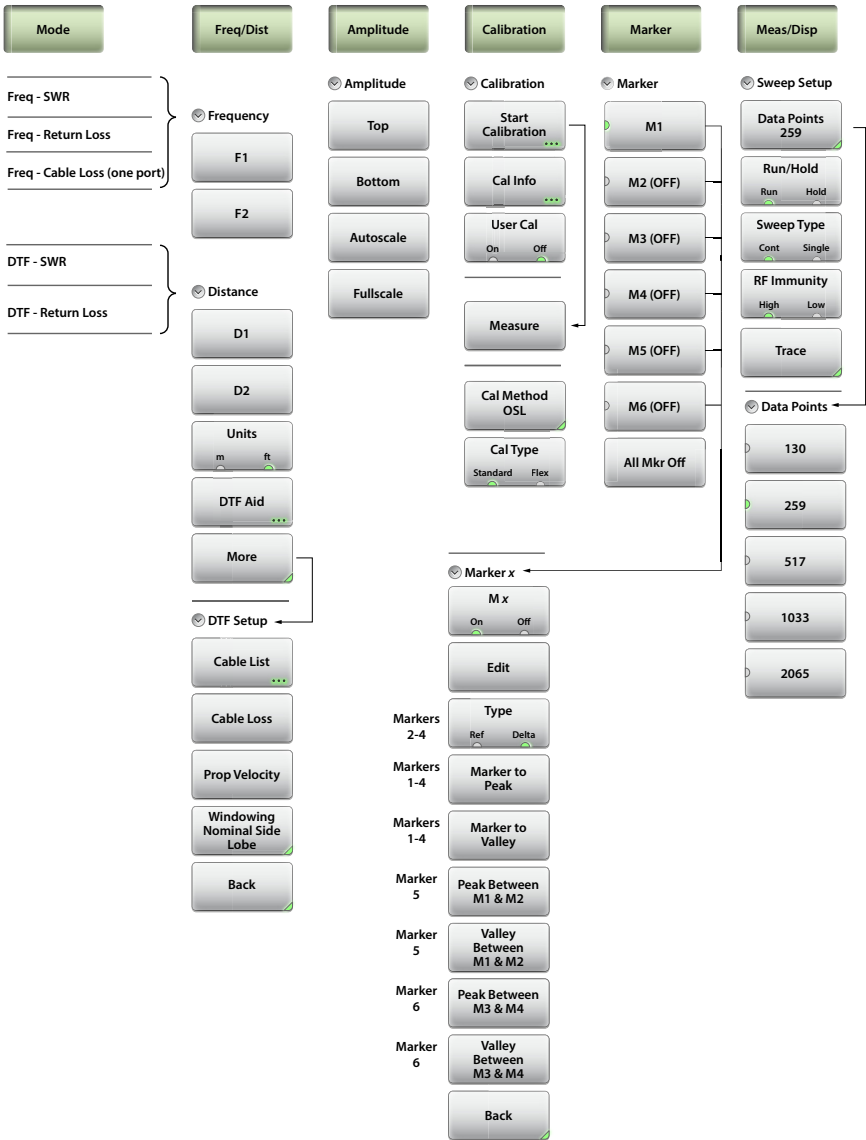 Mode
Freq/Dist
Amplitude
Calibration
Marker
Meas/Disp
Freq - SWR
Freq - Return Loss
Freq - Cable Loss (one port)
DTF - SWR
DTF - Return Loss
Frequency
F1
F2
Distance
D1
D2
Units
m ft
DTF Aid
More
DTF Setup
Cable List
Cable Loss
Prop Velocity
Windowing
Nominal Side
Lobe
Back
Amplitude
Top
Bottom
Autoscale
Fullscale
Calibration
Start
Calibration
Cal Info
User Cal
On Off
Measure
Cal Method
OSL
Cal Type
Standard Flex
Marker
M1
M2 (OFF)
M3 (OFF)
M4 (OFF)
M5 (OFF)
M6 (OFF)
All Mkr Off
Marker x
M x
On Off
Edit
Markers
2-4
Type
Ref Delta
Markers
1-4
Marker to
Peak
Markers
1-4
Marker to
Valley
Marker
5
Peak Between
M1 & M2
Marker
5
Valley
Between
M1 & M2
Marker
6
Peak Between
M3 & M4
Marker
6
Valley
Between
M3 & M4
Back
Sweep Setup
Data Points
259
Run/Hold
Run Hold
Sweep Type
Cont Single
RF Immunity
High Low
Trace
Data Points
130
259
517
1033
2065